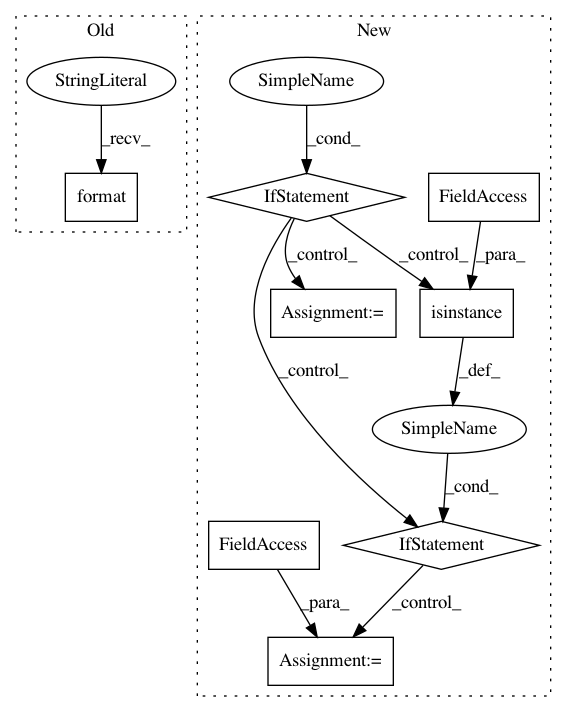 Old
New
StringLiteral
SimpleName
_recv_
_cond_
format
IfStatement
FieldAccess
_control_
_control_
_para_
Assignment:=
isinstance
_control_
_def_
SimpleName
_cond_
FieldAccess
IfStatement
_para_
_control_
Assignment:=